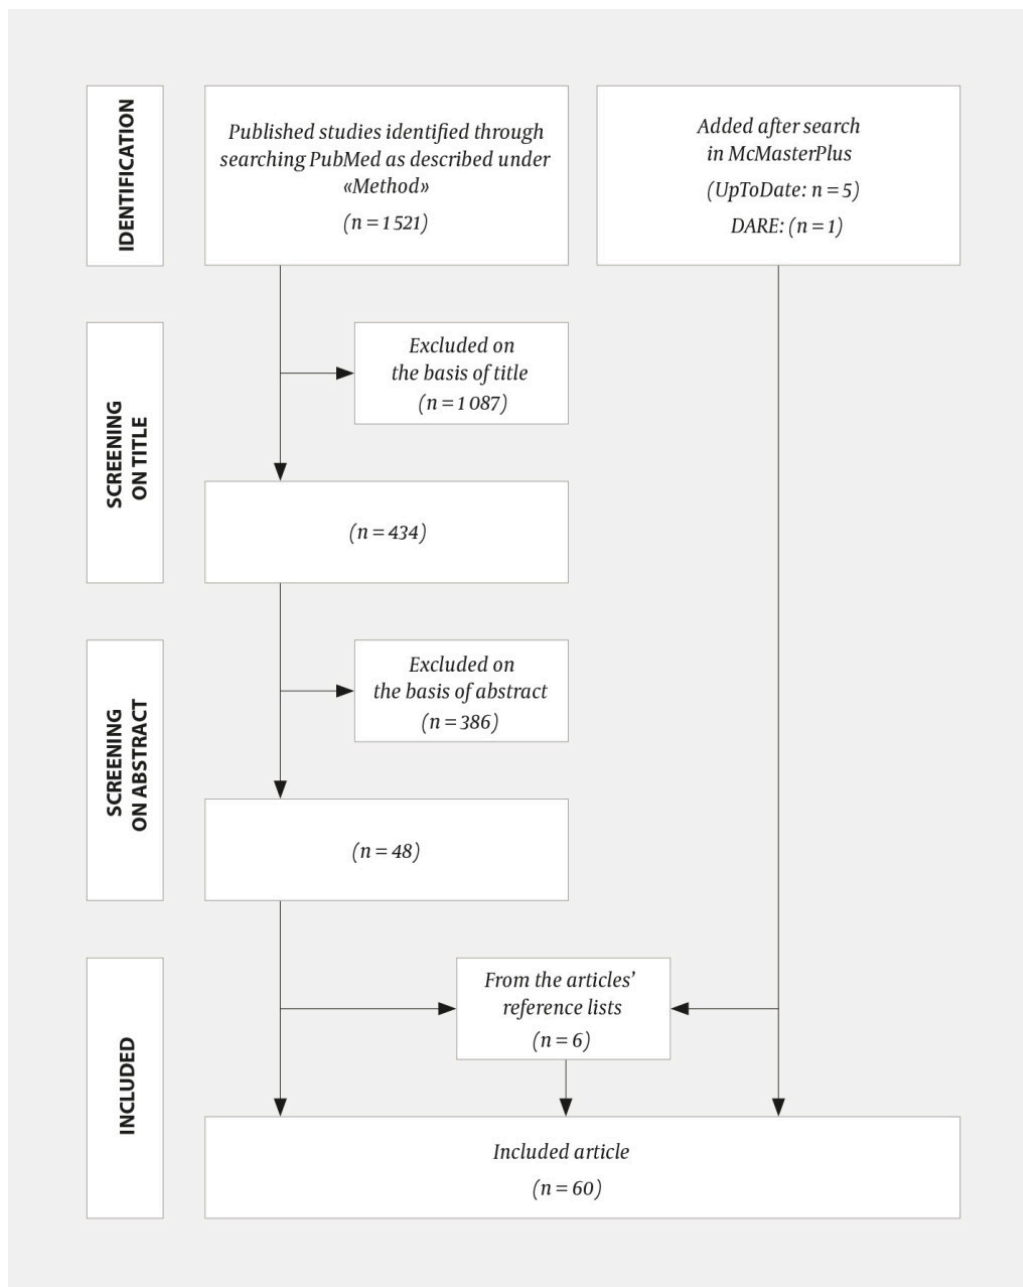 IDENTIFICATION
Published studies identified through
searching PubMed as described under
«Method»
(n = 1 521)
Added after search
in McMasterPlus
(UpToDate: n = 5)
DARE: (n = 1)
SCREENING
ON TITLE
Excluded on
the basis of title
(n = 1 087)
(n = 434)
SCREENING
ON ABSTRACT
Excluded on
the basis of abstract
(n = 386)
(n = 48)
INCLUDED
From the articles’
reference lists
(n = 6)
Included article
(n = 60)